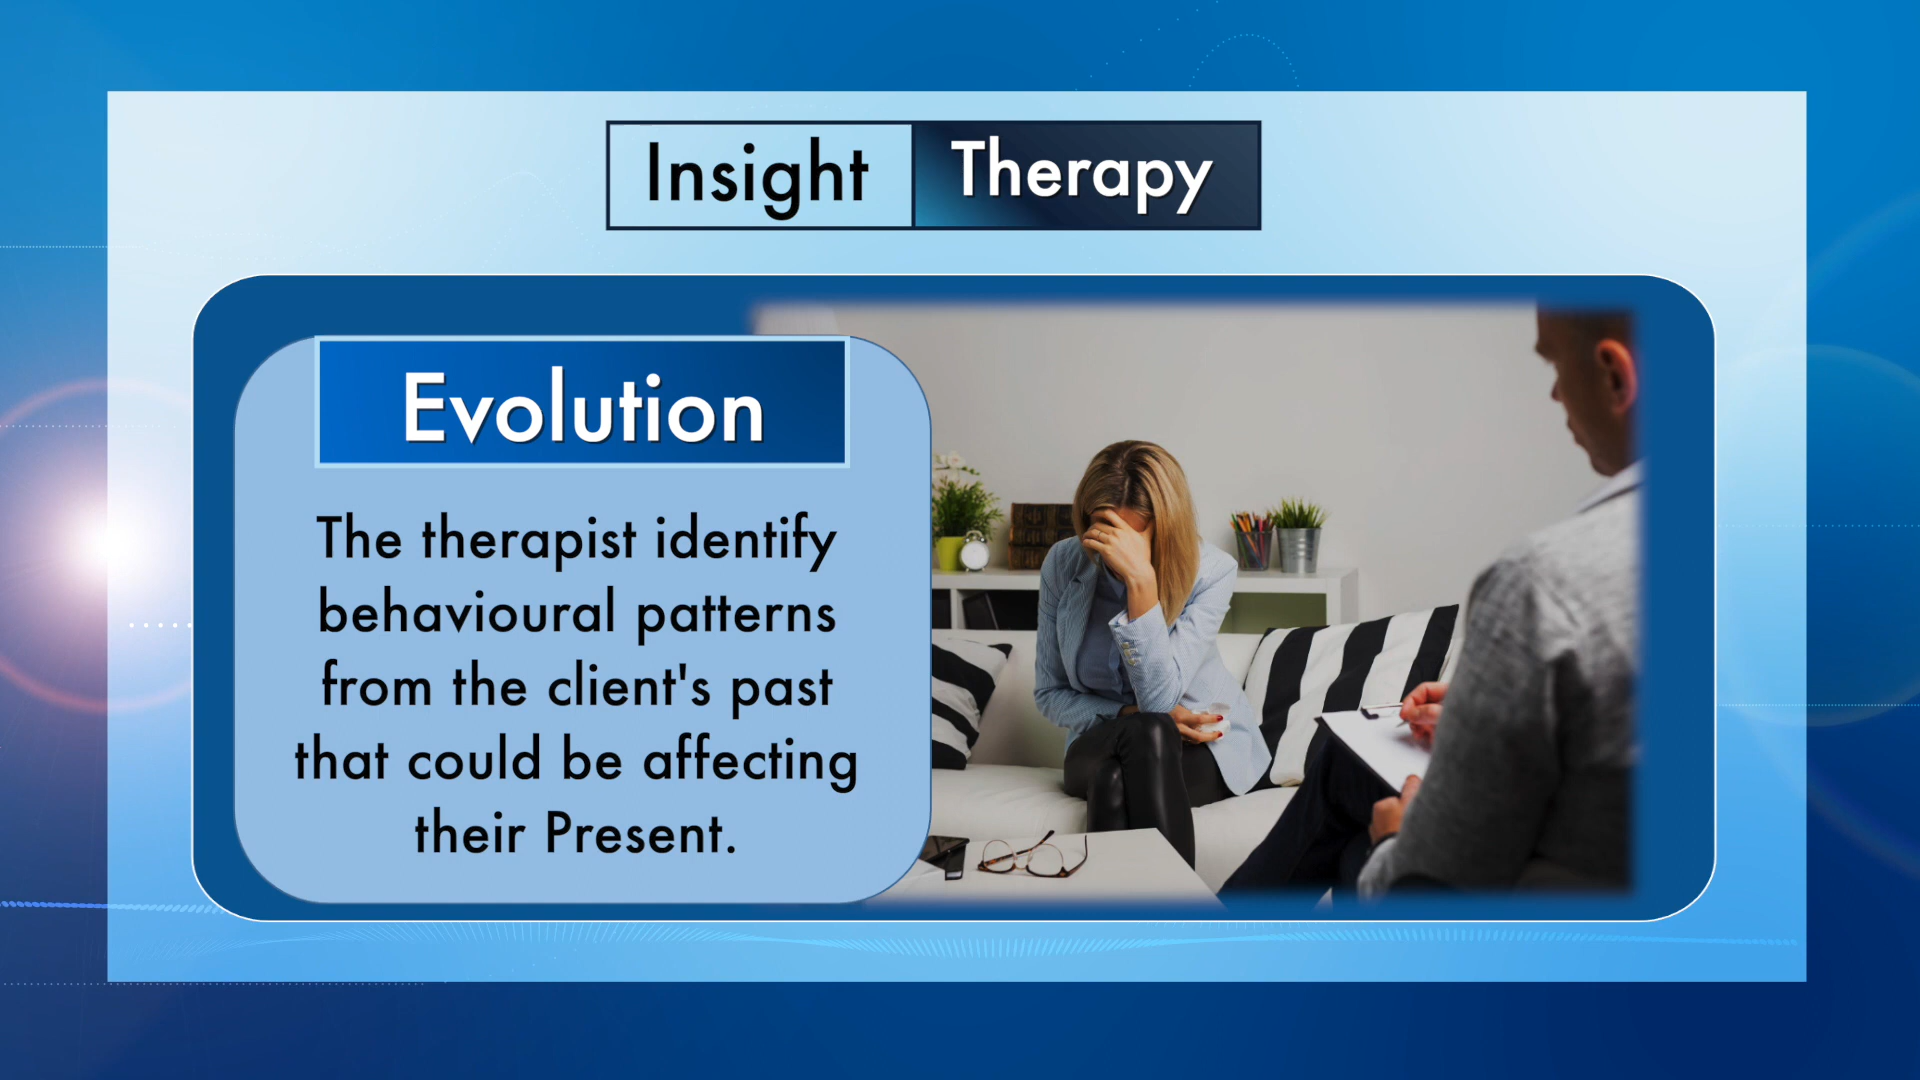 Insight Therapy
Evolution
The therapist identify
behavioural patterns
from the client's past
that could be affecting
their Present.